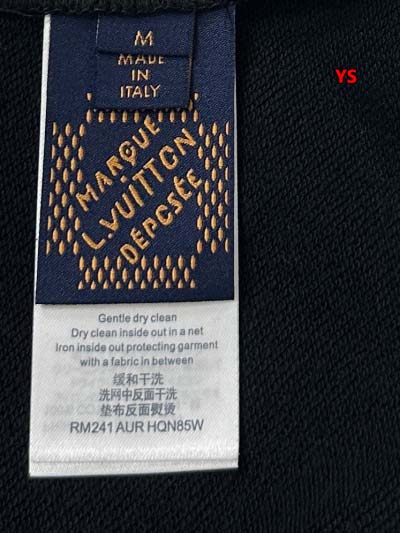 M
MADE
IN
ITALY
YS
MARQUE
L.VUITTON
DÉPOSÉE
Gentle dry clean
Dry clean inside out in a net
Iron inside out protecting garment
with a fabric in between
缓和干洗
洗网中反面干洗
垫布反面熨烫
RM241 AUR HQN85W